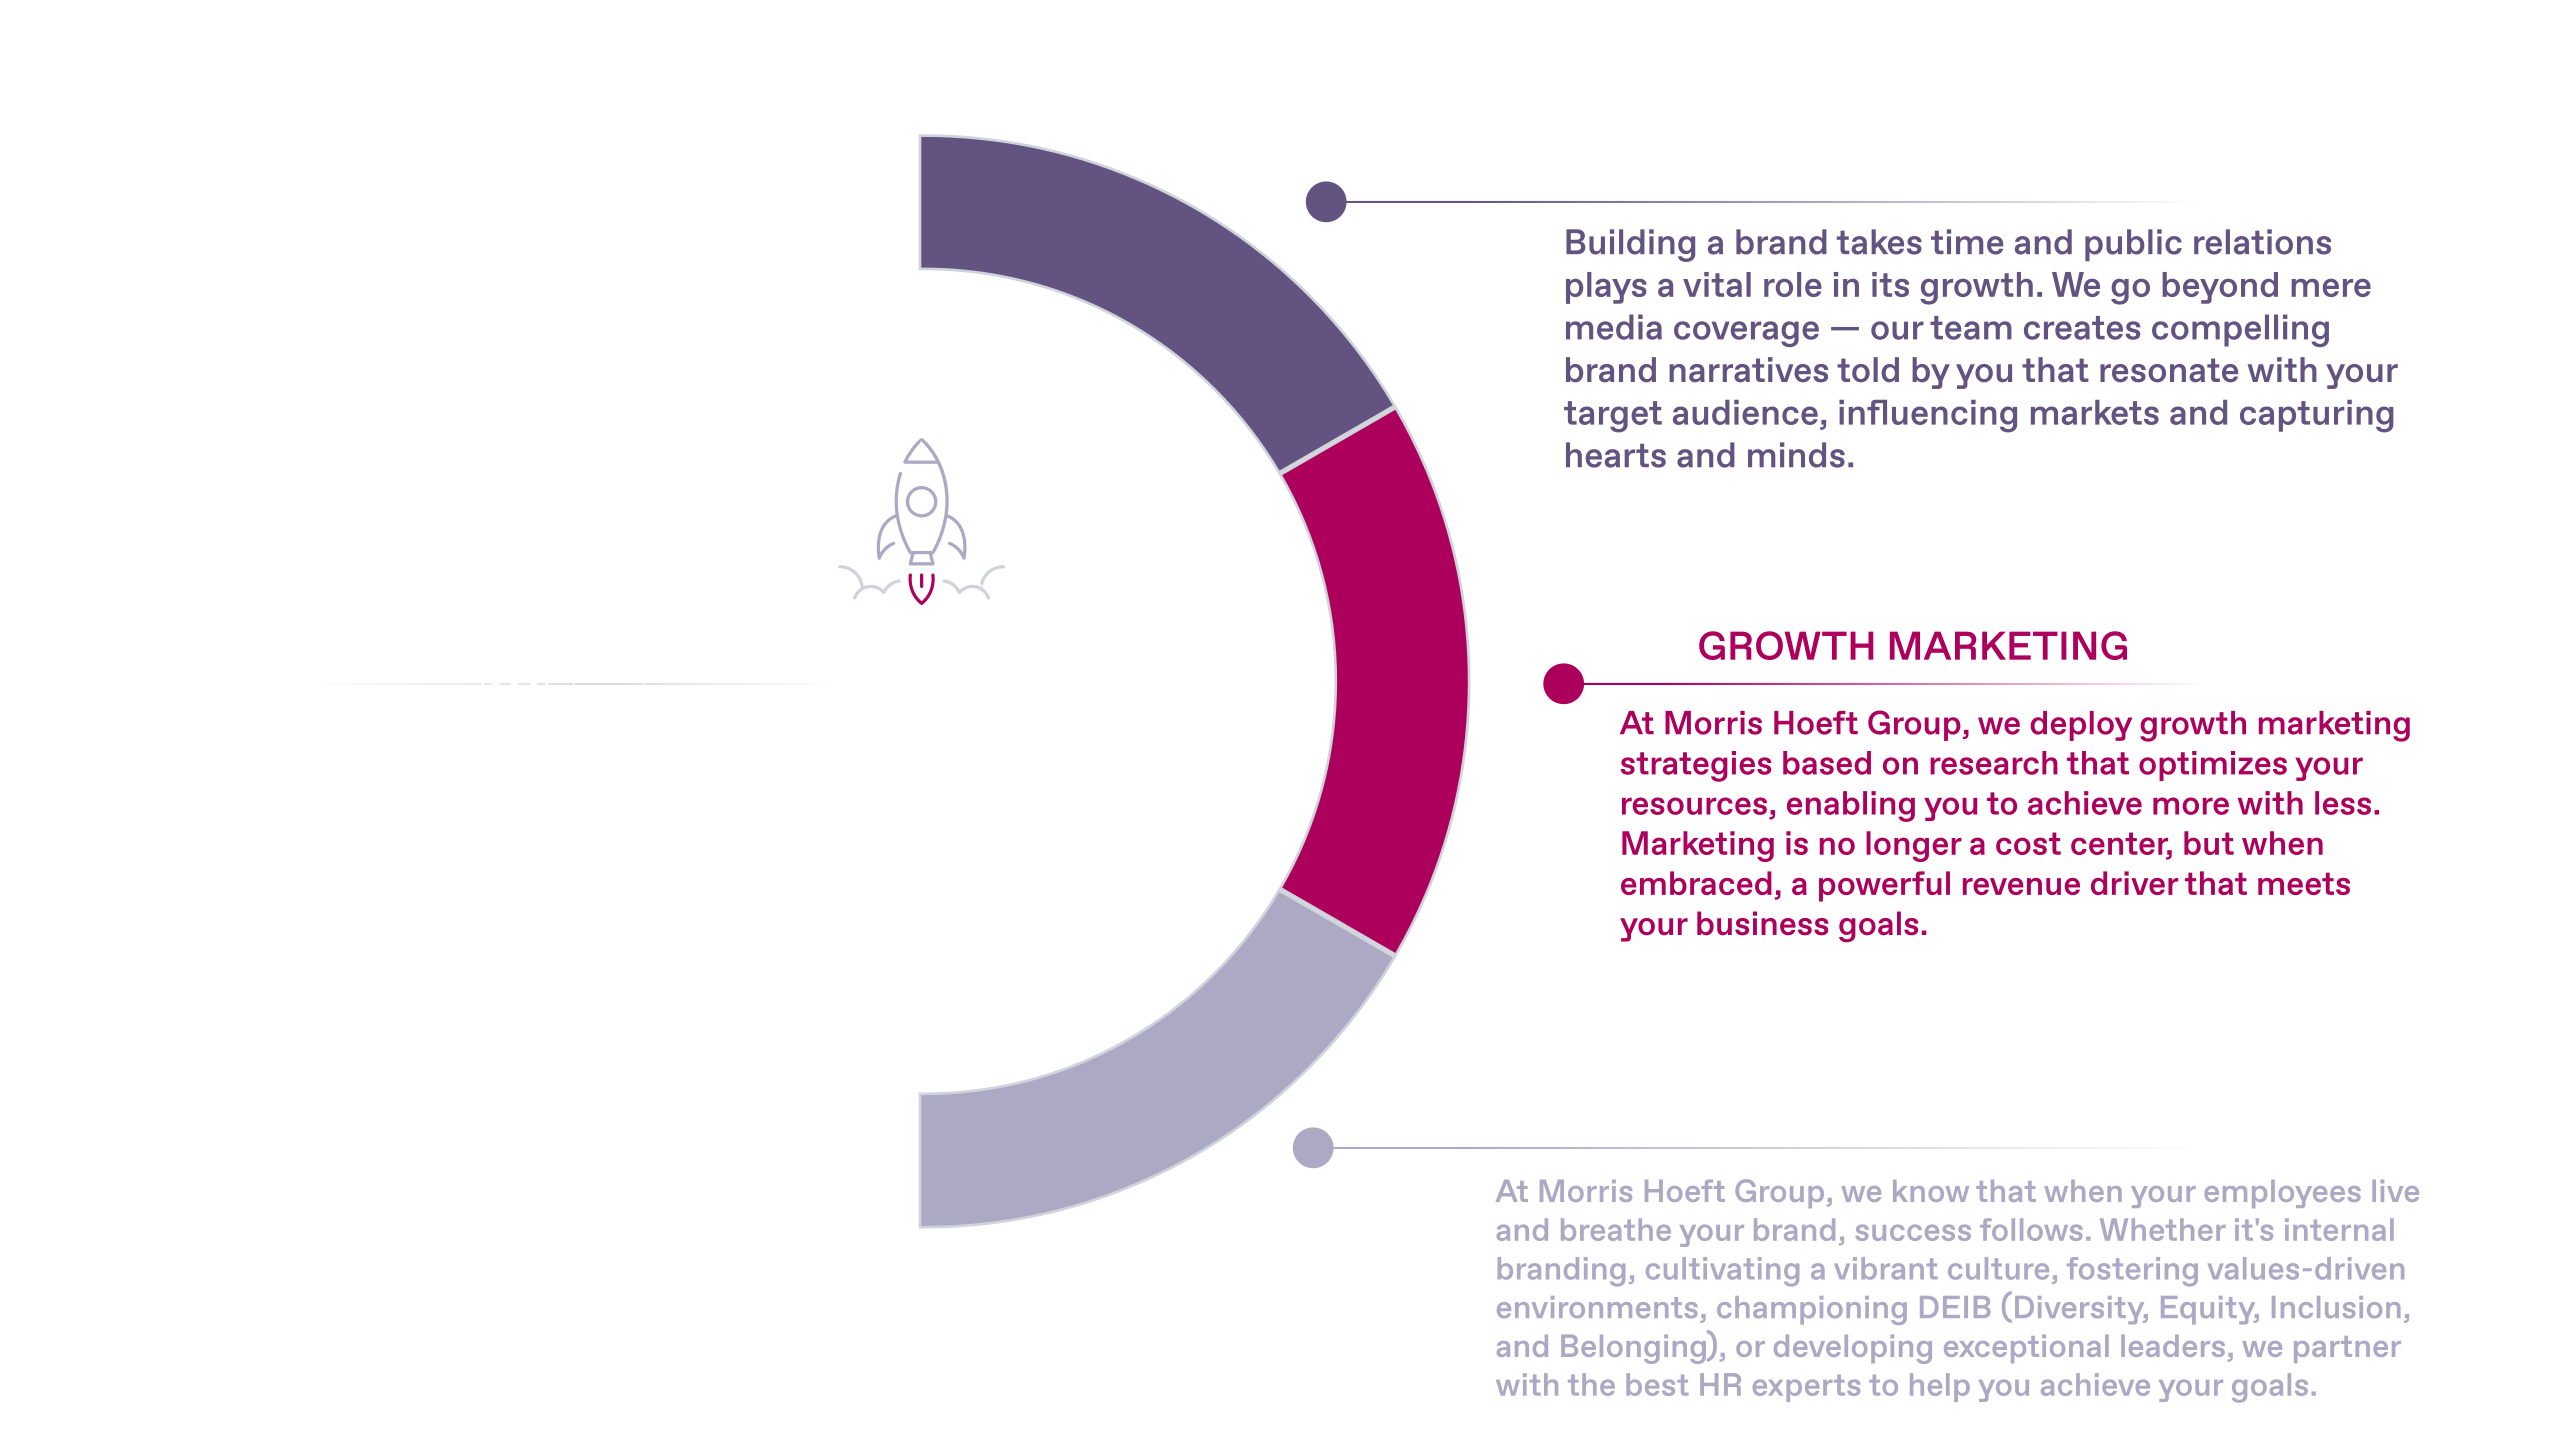 Building a brand takes time and public relations
plays a vital role in its growth. We go beyond mere
media coverage — our team creates compelling
brand narratives told by you that resonate with your
target audience, influencing markets and capturing
hearts and minds.
GROWTH MARKETING
At Morris Hoeft Group, we deploy growth marketing
strategies based on research that optimizes your
resources, enabling you to achieve more with less.
Marketing is no longer a cost center, but when
embraced, a powerful revenue driver that meets
your business goals.
At Morris Hoeft Group, we know that when your employees live
and breathe your brand, success follows. Whether it's internal
branding, cultivating a vibrant culture, fostering values-driven
environments, championing DEIB (Diversity, Equity, Inclusion,
and Belonging), or developing exceptional leaders, we partner
with the best HR experts to help you achieve your goals.